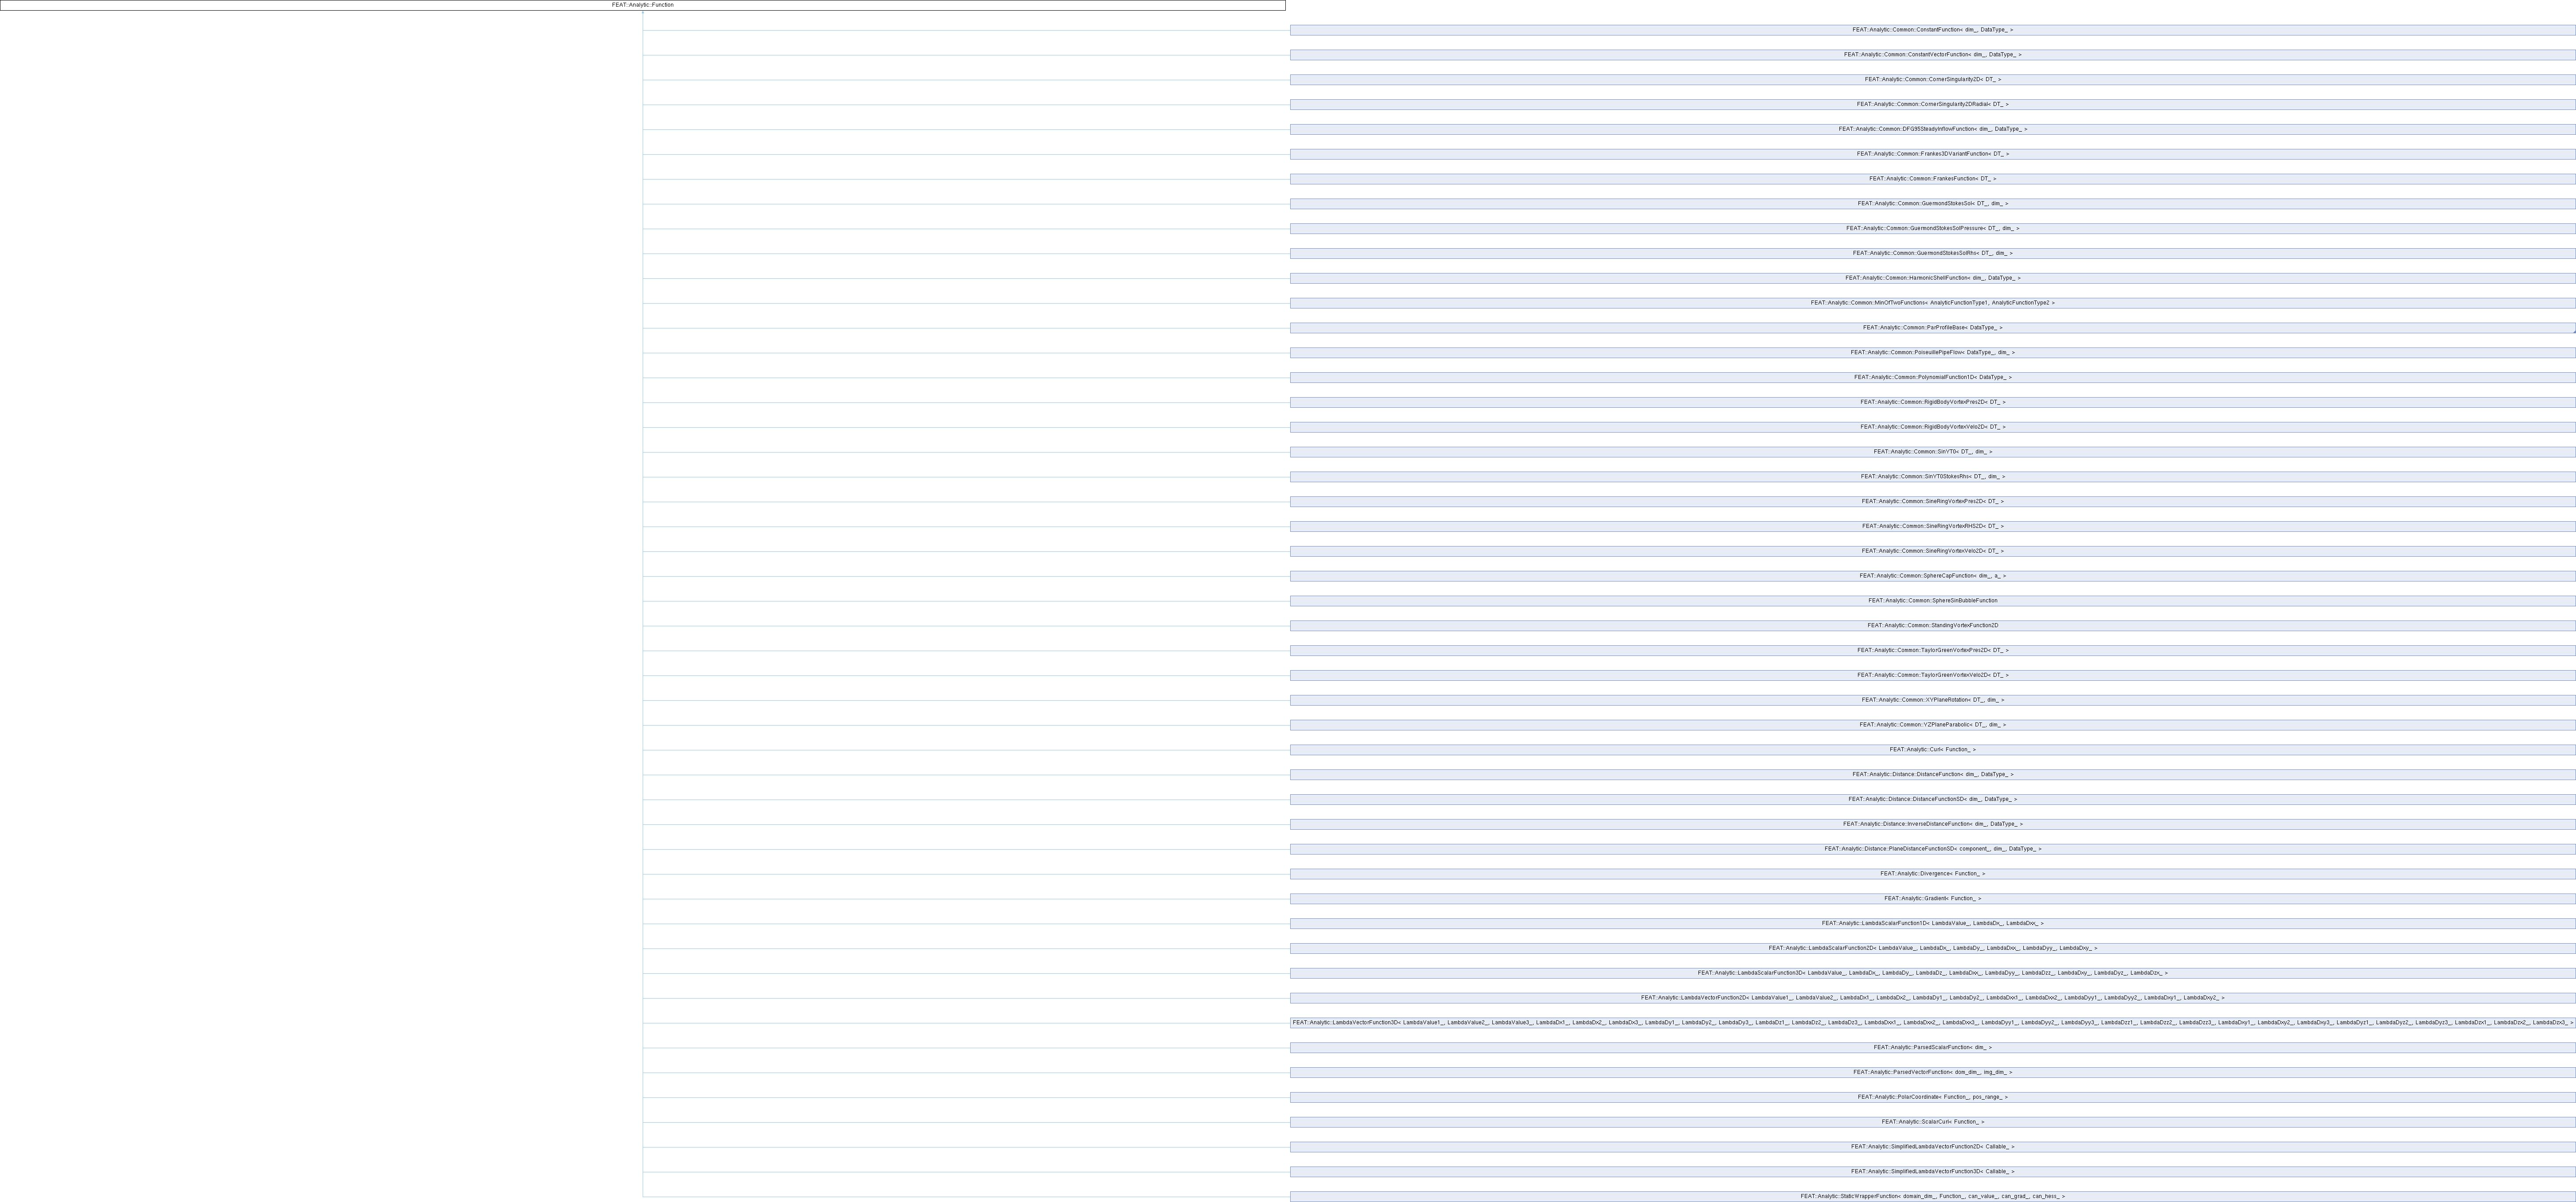 FEAT::Analytic::Function
FEAT::Analytic::Common::ConstantFunction< dim_, DataType_ >
FEAT::Analytic::Common::ConstantVectorFunction< dim_, DataType_ >
FEAT::Analytic::Common::CornerSingularity2D< DT_ >
FEAT::Analytic::Common::CornerSingularity2DRadial< DT_ >
FEAT::Analytic::Common::DFG95SteadyInflowFunction< dim_, DataType_ >
FEAT::Analytic::Common::Frankes3DVariantFunction< DT_ >
FEAT::Analytic::Common::FrankesFunction< DT_ >
FEAT::Analytic::Common::GuermondStokesSol< DT_, dim_ >
FEAT::Analytic::Common::GuermondStokesSolPressure< DT_, dim_ >
FEAT::Analytic::Common::GuermondStokesSolRhs< DT_, dim_ >
FEAT::Analytic::Common::HarmonicShellFunction< dim_, DataType_ >
FEAT::Analytic::Common::MinOfTwoFunctions< AnalyticFunctionType1, AnalyticFunctionType2 >
FEAT::Analytic::Common::ParProfileBase< DataType_ >
FEAT::Analytic::Common::PoiseuillePipeFlow< DataType_, dim_ >
FEAT::Analytic::Common::PolynomialFunction1D< DataType_ >
FEAT::Analytic::Common::RigidBodyVortexPres2D< DT_ >
FEAT::Analytic::Common::RigidBodyVortexVelo2D< DT_ >
FEAT::Analytic::Common::SinYT0< DT_, dim_ >
FEAT::Analytic::Common::SinYT0StokesRhs< DT_, dim_ >
FEAT::Analytic::Common::SineRingVortexPres2D< DT_ >
FEAT::Analytic::Common::SineRingVortexRHS2D< DT_ >
FEAT::Analytic::Common::SineRingVortexVelo2D< DT_ >
FEAT::Analytic::Common::SphereCapFunction< dim_, a_ >
FEAT::Analytic::Common::SphereSinBubbleFunction
FEAT::Analytic::Common::StandingVortexFunction2D
FEAT::Analytic::Common::TaylorGreenVortexPres2D< DT_ >
FEAT::Analytic::Common::TaylorGreenVortexVelo2D< DT_ >
FEAT::Analytic::Common::XYPlaneRotation< DT_, dim_ >
FEAT::Analytic::Common::YZPlaneParabolic< DT_, dim_ >
FEAT::Analytic::Curl< Function_ >
FEAT::Analytic::Distance::DistanceFunction< dim_, DataType_ >
FEAT::Analytic::Distance::DistanceFunctionSD< dim_, DataType_ >
FEAT::Analytic::Distance::InverseDistanceFunction< dim_, DataType_ >
FEAT::Analytic::Distance::PlaneDistanceFunctionSD< component_, dim_, DataType_ >
FEAT::Analytic::Divergence< Function_ >
FEAT::Analytic::Gradient< Function_ >
FEAT::Analytic::LambdaScalarFunction1D< LambdaValue_, LambdaDx_, LambdaDxx_ >
FEAT::Analytic::LambdaScalarFunction2D< LambdaValue_, LambdaDx_, LambdaDy_, LambdaDxx_, LambdaDyy_, LambdaDxy_ >
FEAT::Analytic::LambdaScalarFunction3D< LambdaValue_, LambdaDx_, LambdaDy_, LambdaDz_, LambdaDxx_, LambdaDyy_, LambdaDzz_, LambdaDxy_, LambdaDyz_, LambdaDzx_ >
FEAT::Analytic::LambdaVectorFunction2D< LambdaValue1_, LambdaValue2_, LambdaDx1_, LambdaDx2_, LambdaDy1_, LambdaDy2_, LambdaDxx1_, LambdaDxx2_, LambdaDyy1_, LambdaDyy2_, LambdaDxy1_, LambdaDxy2_ >
FEAT::Analytic::LambdaVectorFunction3D< LambdaValue1_, LambdaValue2_, LambdaValue3_, LambdaDx1_, LambdaDx2_, LambdaDx3_, LambdaDy1_, LambdaDy2_, LambdaDy3_, LambdaDz1_, LambdaDz2_, LambdaDz3_, LambdaDxx1_, LambdaDxx2_, LambdaDxx3_, LambdaDyy1_, LambdaDyy2_, LambdaDyy3_, LambdaDzz1_, LambdaDzz2_, LambdaDzz3_, LambdaDxy1_, LambdaDxy2_, LambdaDxy3_, LambdaDyz1_, LambdaDyz2_, LambdaDyz3_, LambdaDzx1_, LambdaDzx2_, LambdaDzx3_ >
FEAT::Analytic::ParsedScalarFunction< dim_ >
FEAT::Analytic::ParsedVectorFunction< dom_dim_, img_dim_ >
FEAT::Analytic::PolarCoordinate< Function_, pos_range_ >
FEAT::Analytic::ScalarCurl< Function_ >
FEAT::Analytic::SimplifiedLambdaVectorFunction2D< Callable_ >
FEAT::Analytic::SimplifiedLambdaVectorFunction3D< Callable_ >
FEAT::Analytic::StaticWrapperFunction< domain_dim_, Function_, can_value_, can_grad_, can_hess_ >